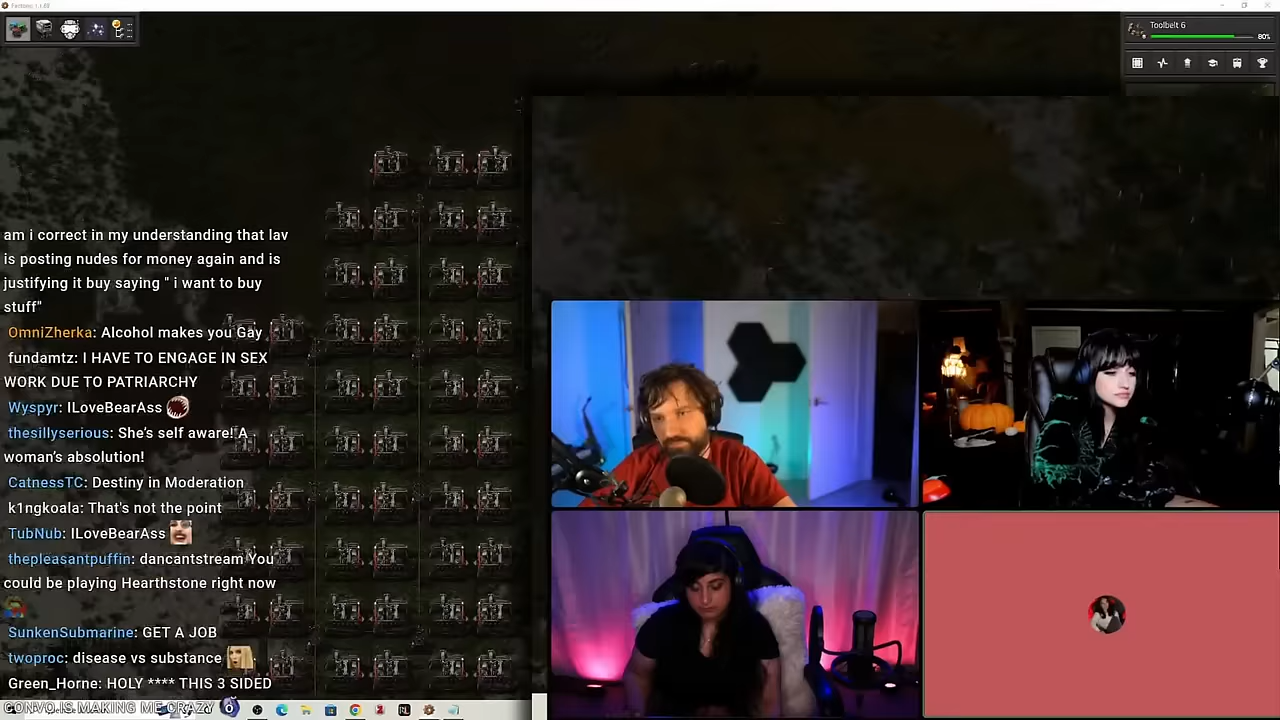 Factorio 1.1.88
Toolbelt 6
80%
am i correct in my understanding that lav
is posting nudes for money again and is
justifying it buy saying " i want to buy
stuff"
OmniZherka: Alcohol makes you Gay
fundamtz: I HAVE TO ENGAGE IN SEX
WORK DUE TO PATRIARCHY
Wyspyr: ILoveBearAss
thesillyserious: She's self aware! A
woman's absolution!
CatnessTC: Destiny in Moderation
k1ngkoala: That's not the point
TubNub: ILoveBearAss
thepleasantpuffin: dancantstream You
could be playing Hearthstone right now
SunkenSubmarine: GET A JOB
twoproc: disease vs substance
Green_Horne: HOLY **** THIS 3 SIDED
CONVO IS MAKING ME CRAZY